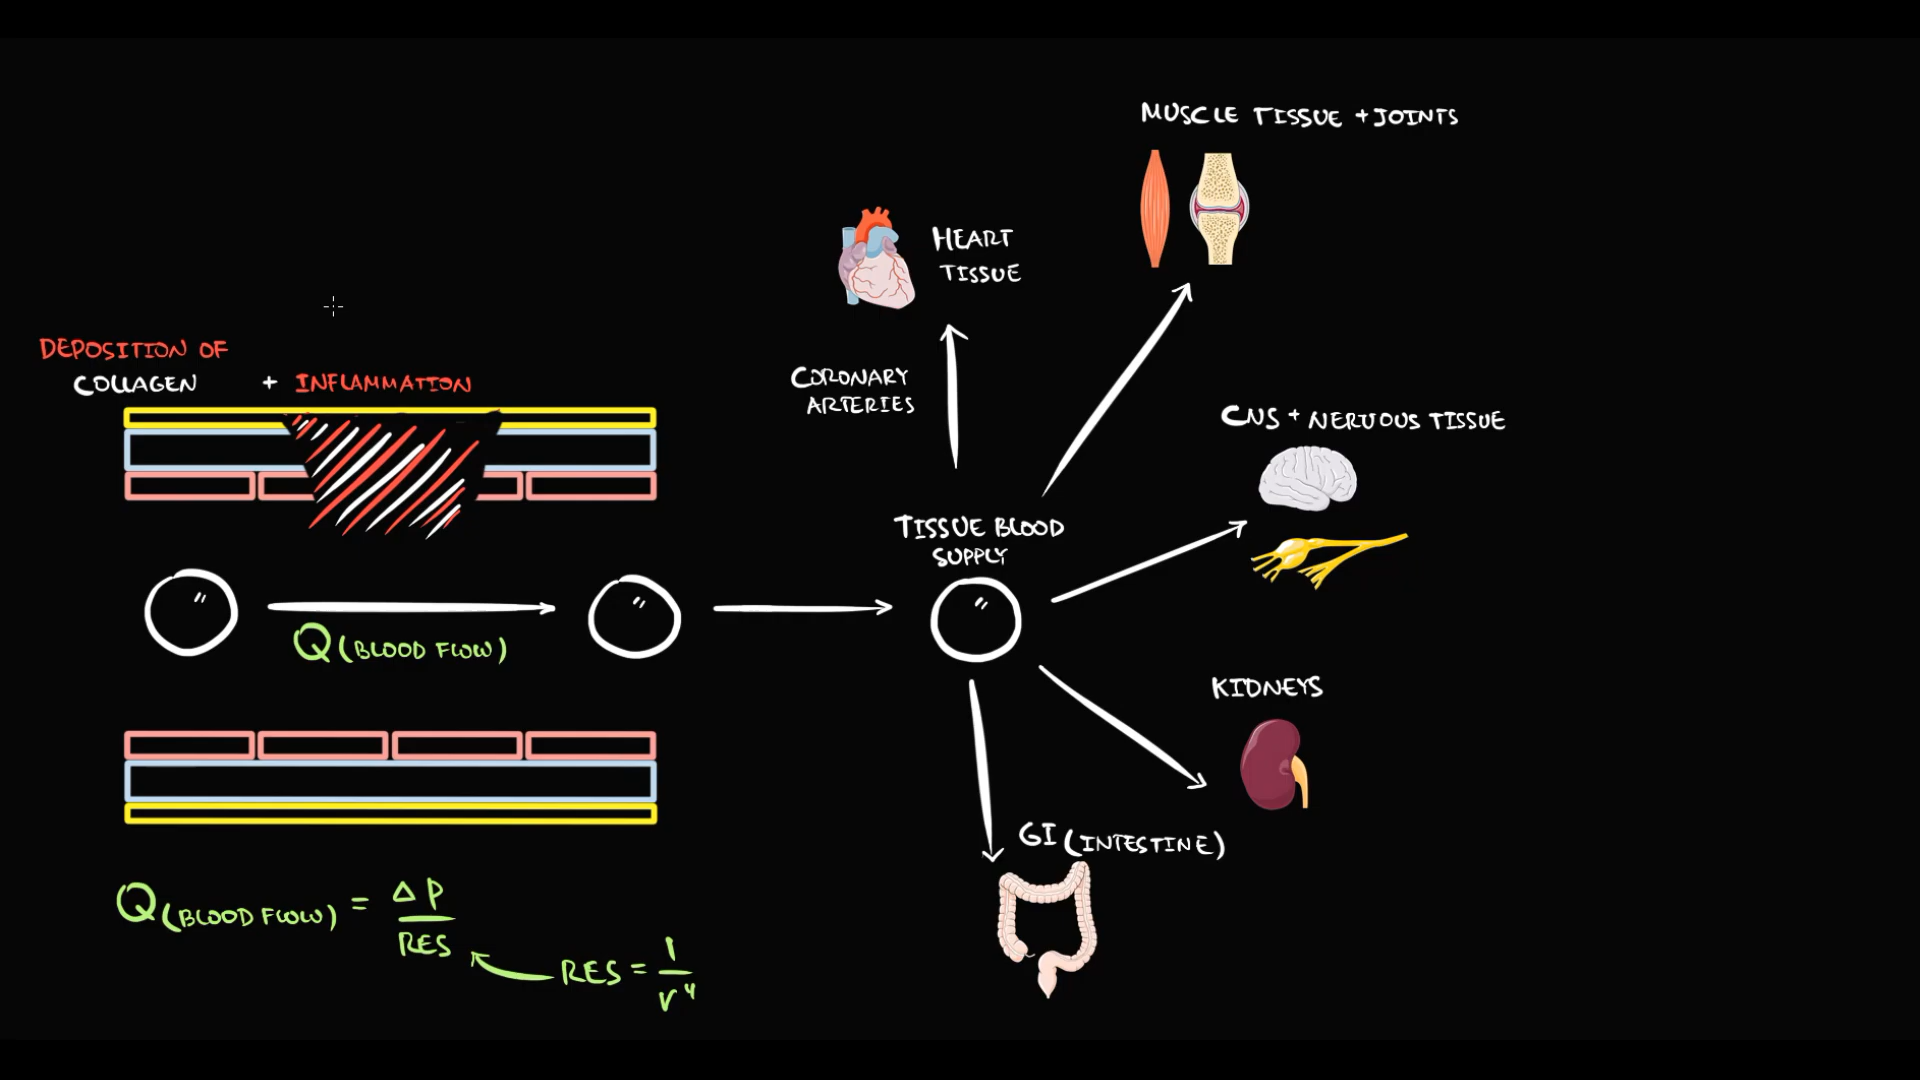 MUSCLE TISSUE + JOINTS
HEART
TISSUE
DEPOSITION OF
COLLAGEN + INFLAMMATION
CORONARY
ARTERIES
CNS + NERVOUS TISSUE
TISSUE BLOOD
SUPPLY
Q (BLOOD FLOW)
KIDNEYS
GI (INTESTINE)
Q (BLOOD FLOW) = ΔP
RES
RES = 1
r⁴